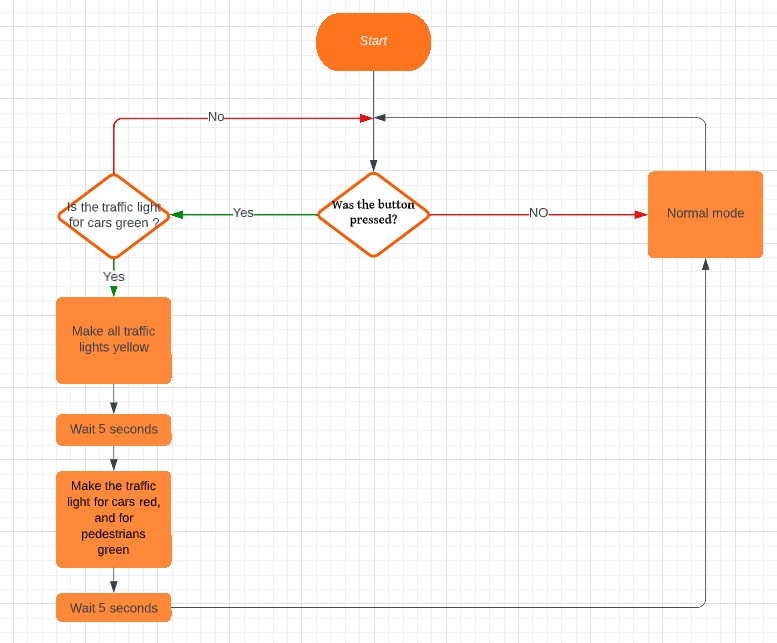 Start
No
Is the traffic light
for cars green ?
Yes
Was the button
pressed?
NO
Normal mode
Yes
Make all traffic
lights yellow
Wait 5 seconds
Make the traffic
light for cars red,
and for
pedestrians
green
Wait 5 seconds